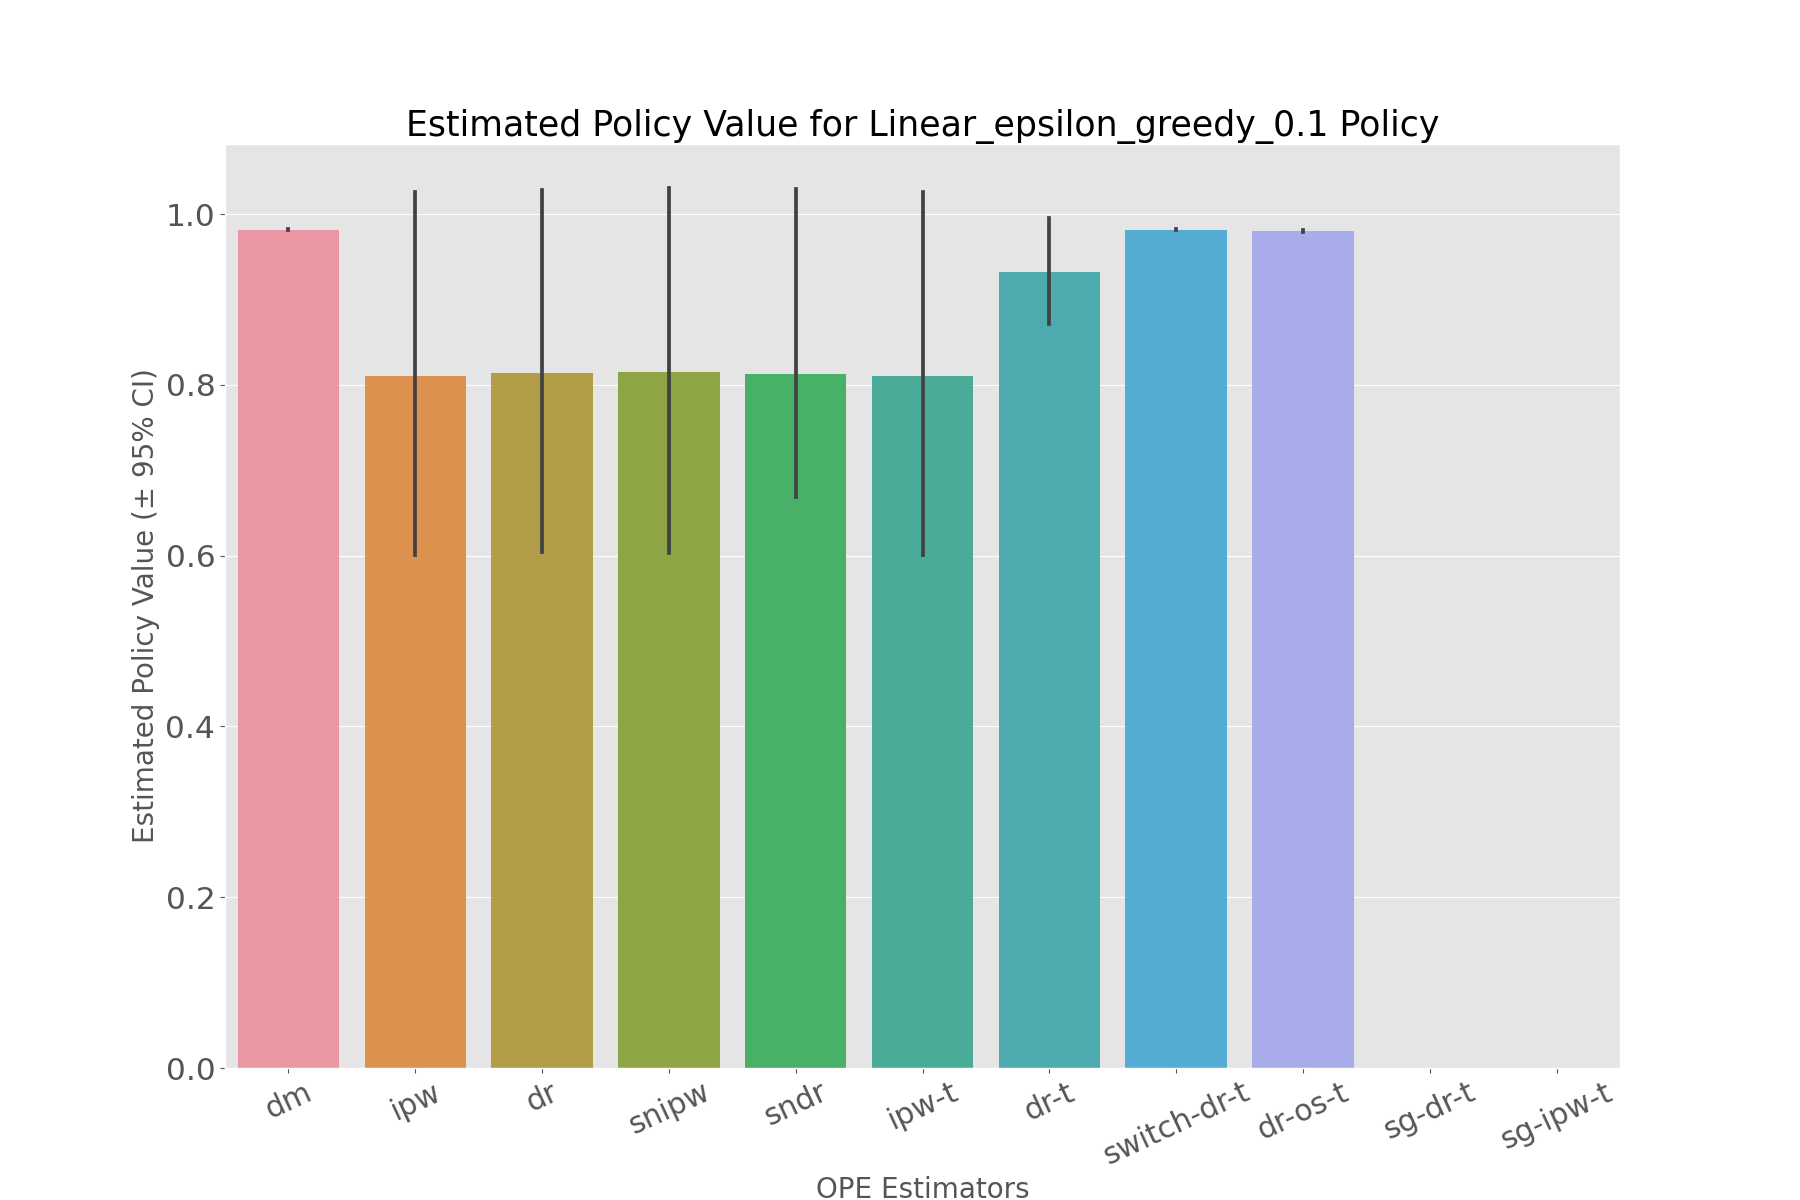 Estimated Policy Value for Linear_epsilon_greedy_0.1 Policy
Estimated Policy Value (± 95% CI)
1.0
0.8
0.6
0.4
0.2
0.0
dm
ipw
dr
snipw
sndr
ipw-t
dr-t
switch-dr-t
dr-os-t
sg-dr-t
sg-ipw-t
OPE Estimators